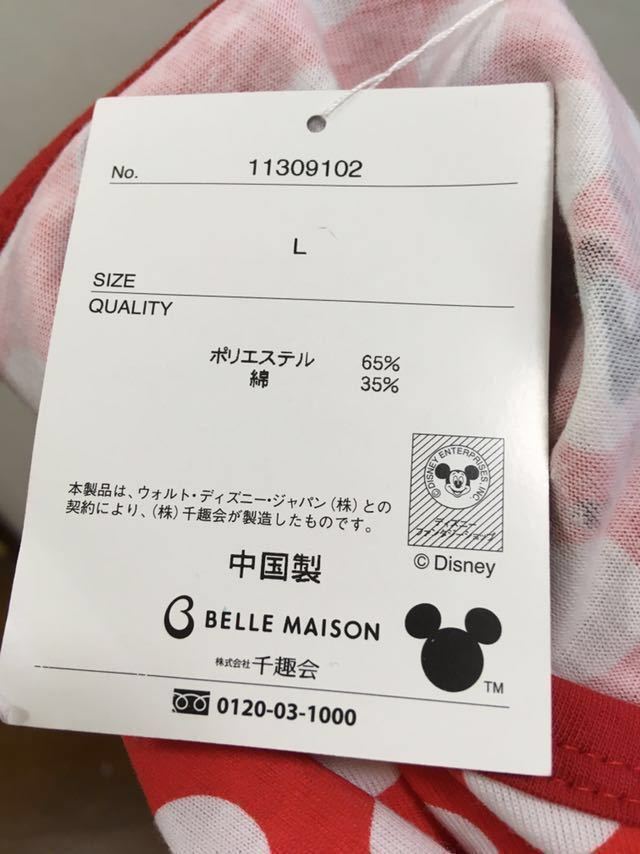 No. 11309102
L
SIZE
QUALITY
ポリエステル 65%
綿 35%
©DISNEY ENTERPRISES, INC.
ディズニー
ファンタジーショップ
本製品は、ウォルト・ディズニー・ジャパン(株)との
契約により、(株)千趣会が製造したものです。
© Disney
中国製
BELLE MAISON
株式会社 千趣会
TM
0120-03-1000